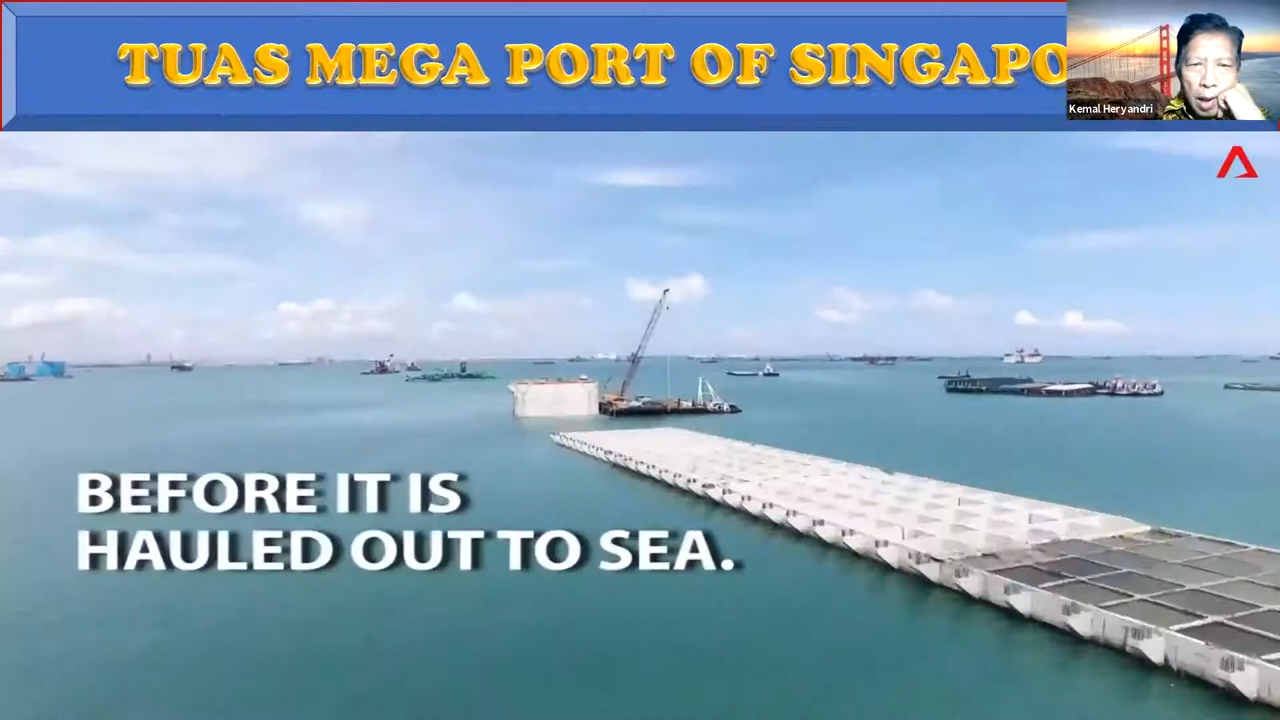 TUAS MEGA PORT OF SINGAPO
Kemal Heryandri
BEFORE IT IS
HAULED OUT TO SEA.